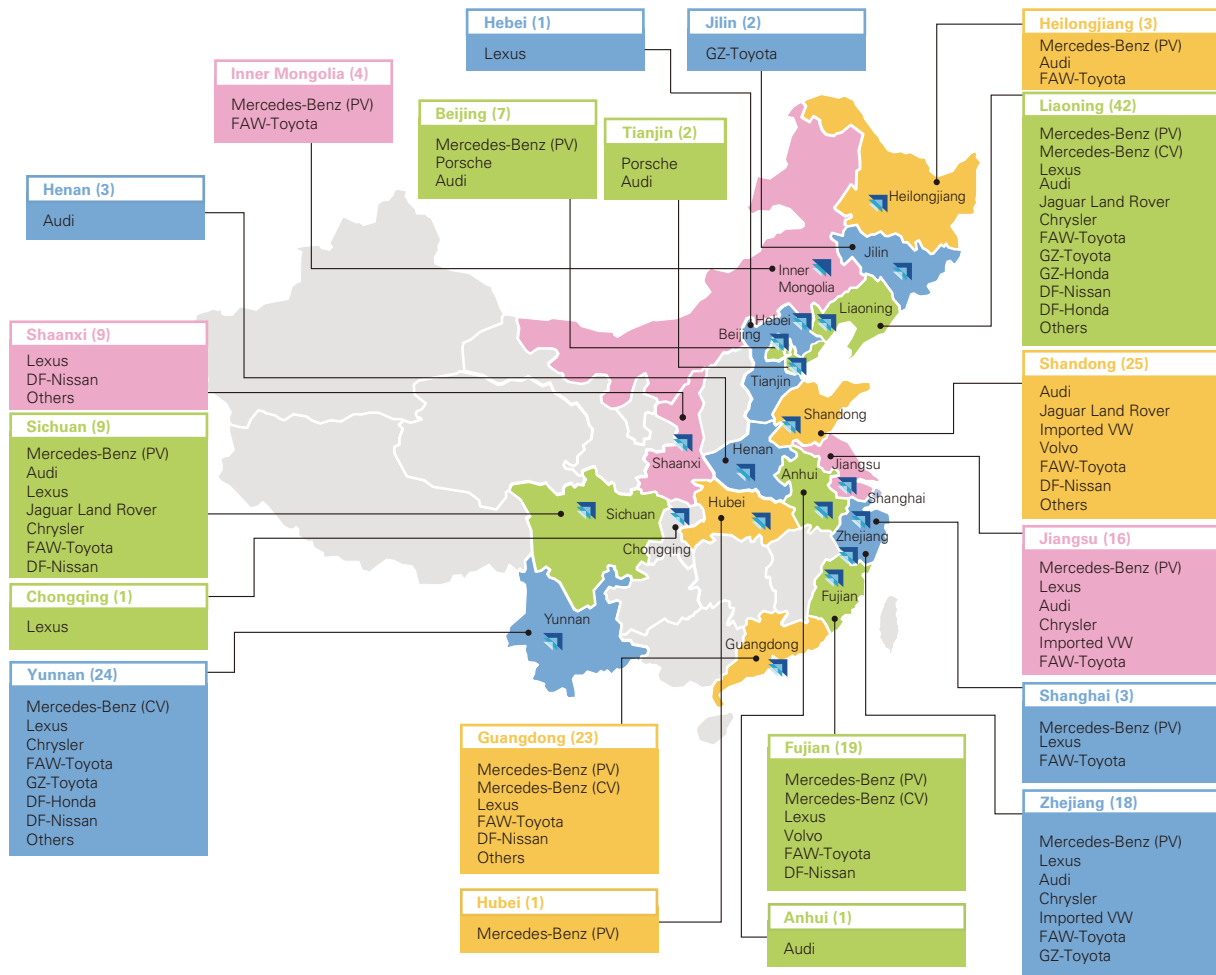 Hebei (1)
Lexus
Jilin (2)
GZ-Toyota
Heilongjiang (3)
Mercedes-Benz (PV)
Audi
FAW-Toyota
Inner Mongolia (4)
Mercedes-Benz (PV)
FAW-Toyota
Beijing (7)
Mercedes-Benz (PV)
Porsche
Audi
Tianjin (2)
Porsche
Audi
Liaoning (42)
Mercedes-Benz (PV)
Mercedes-Benz (CV)
Lexus
Audi
Jaguar Land Rover
Chrysler
FAW-Toyota
GZ-Toyota
GZ-Honda
DF-Nissan
DF-Honda
Others
Henan (3)
Audi
Shaanxi (9)
Lexus
DF-Nissan
Others
Sichuan (9)
Mercedes-Benz (PV)
Audi
Lexus
Jaguar Land Rover
Chrysler
FAW-Toyota
DF-Nissan
Chongqing (1)
Lexus
Yunnan (24)
Mercedes-Benz (CV)
Lexus
Chrysler
FAW-Toyota
GZ-Toyota
DF-Honda
DF-Nissan
Others
Heilongjiang
Jilin
Inner
Mongolia
Liaoning
Hebei
Beijing
Tianjin
Shandong
Henan
Shaanxi
Jiangsu
Anhui
Shanghai
Hubei
Sichuan
Zhejiang
Chongqing
Fujian
Yunnan
Guangdong
Shandong (25)
Audi
Jaguar Land Rover
Imported VW
Volvo
FAW-Toyota
DF-Nissan
Others
Jiangsu (16)
Mercedes-Benz (PV)
Lexus
Audi
Chrysler
Imported VW
FAW-Toyota
Shanghai (3)
Mercedes-Benz (PV)
Lexus
FAW-Toyota
Zhejiang (18)
Mercedes-Benz (PV)
Lexus
Audi
Chrysler
Imported VW
FAW-Toyota
GZ-Toyota
Guangdong (23)
Mercedes-Benz (PV)
Mercedes-Benz (CV)
Lexus
FAW-Toyota
DF-Nissan
Others
Hubei (1)
Mercedes-Benz (PV)
Fujian (19)
Mercedes-Benz (PV)
Mercedes-Benz (CV)
Lexus
Volvo
FAW-Toyota
DF-Nissan
Anhui (1)
Audi